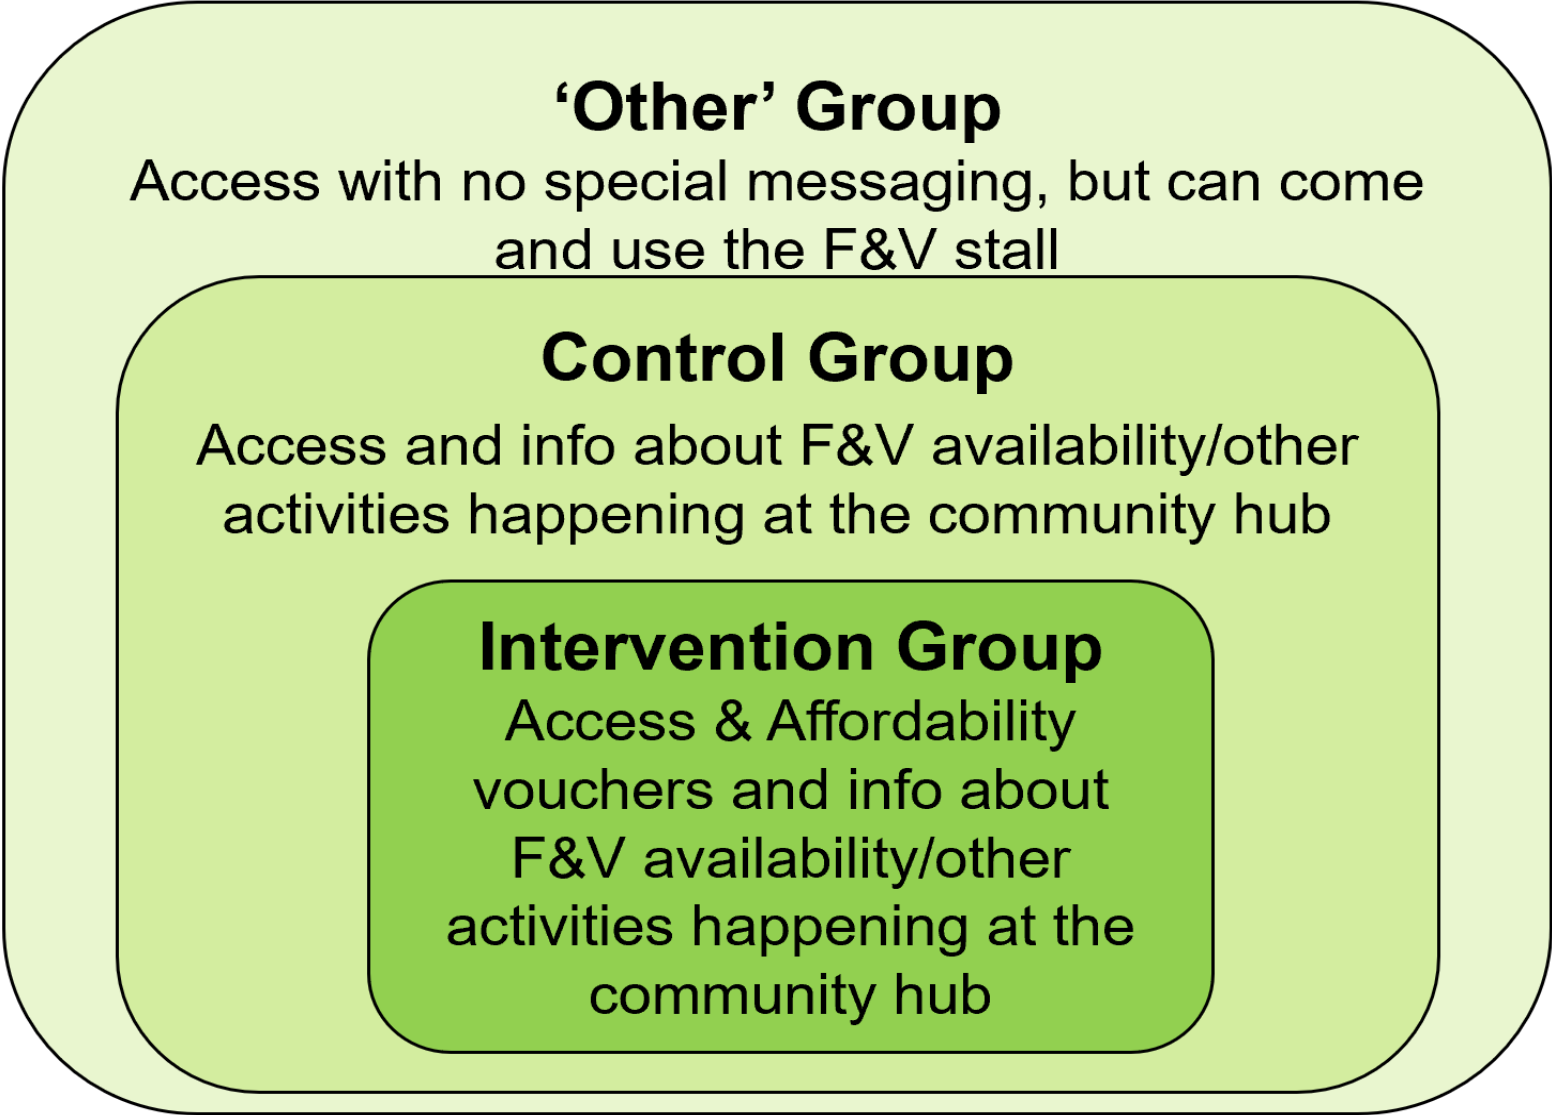 ‘Other’ Group
Access with no special messaging, but can come
and use the F&V stall
Control Group
Access and info about F&V availability/other
activities happening at the community hub
Intervention Group
Access & Affordability
vouchers and info about
F&V availability/other
activities happening at the
community hub